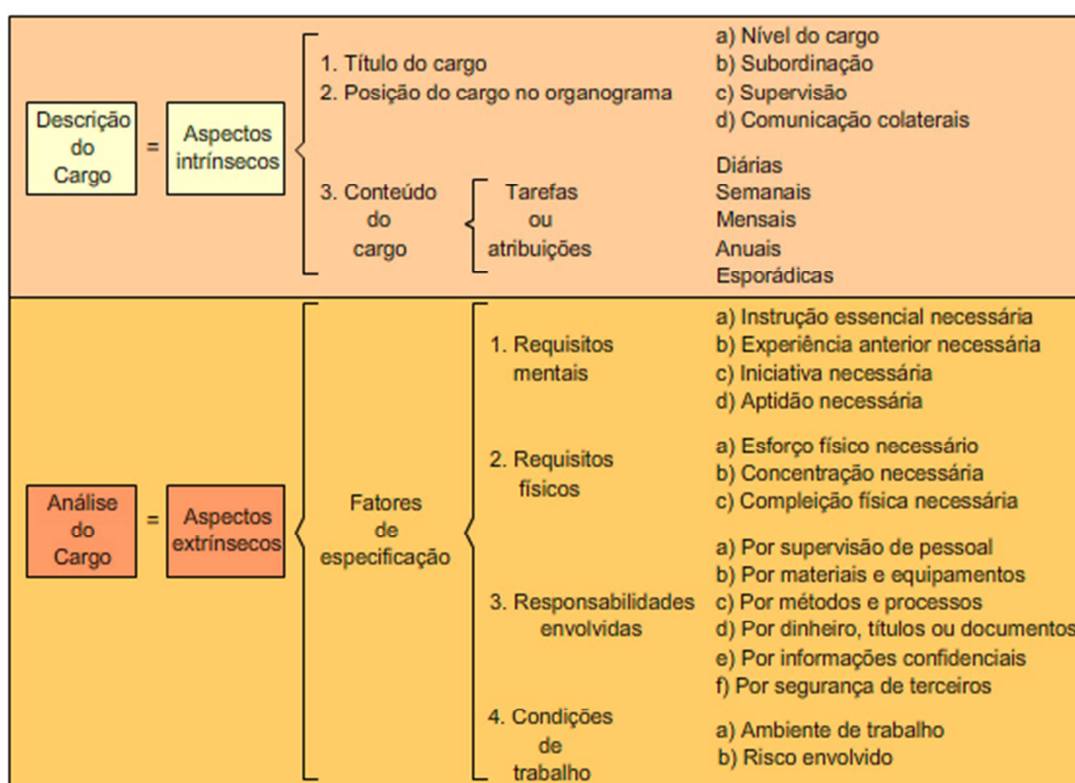 Descrição
do
Cargo
=
Aspectos
intrínsecos
1. Título do cargo
2. Posição do cargo no organograma
a) Nível do cargo
b) Subordinação
c) Supervisão
d) Comunicação colaterais
3. Conteúdo
do
cargo
Tarefas
ou
atribuições
Diárias
Semanais
Mensais
Anuais
Esporádicas
Análise
do
Cargo
=
Aspectos
extrínsecos
Fatores
de
especificação
1. Requisitos
mentais
a) Instrução essencial necessária
b) Experiência anterior necessária
c) Iniciativa necessária
d) Aptidão necessária
2. Requisitos
físicos
a) Esforço físico necessário
b) Concentração necessária
c) Compleição física necessária
3. Responsabilidades
envolvidas
a) Por supervisão de pessoal
b) Por materiais e equipamentos
c) Por métodos e processos
d) Por dinheiro, títulos ou documentos
e) Por informações confidenciais
f) Por segurança de terceiros
4. Condições
de
trabalho
a) Ambiente de trabalho
b) Risco envolvido